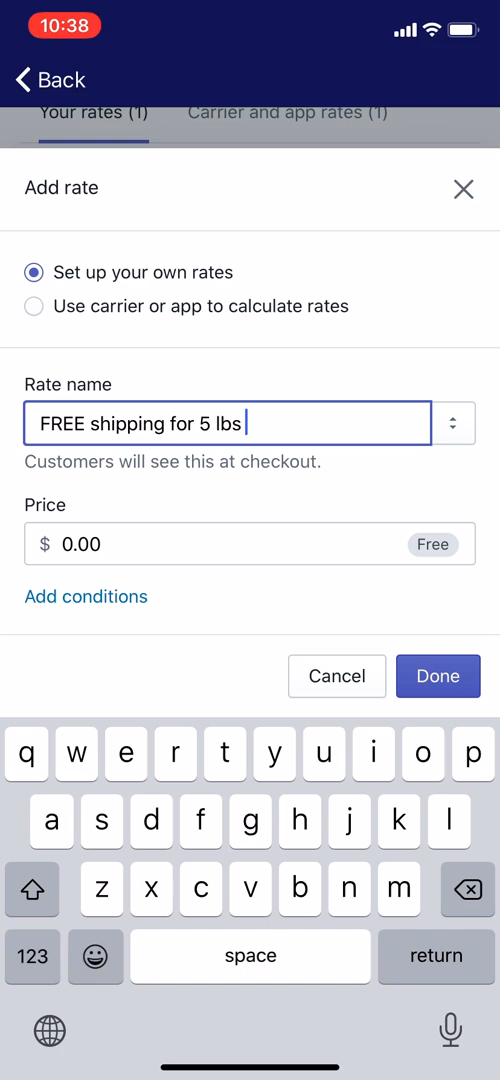 10:38
Back
Your rates (1) Carrier and app rates (1)
Add rate
Set up your own rates
Use carrier or app to calculate rates
Rate name
FREE shipping for 5 lbs
Customers will see this at checkout.
Price
$ 0.00 Free
Add conditions
Cancel Done
q w e r t y u i o p
a s d f g h j k l
z x c v b n m
123 space return